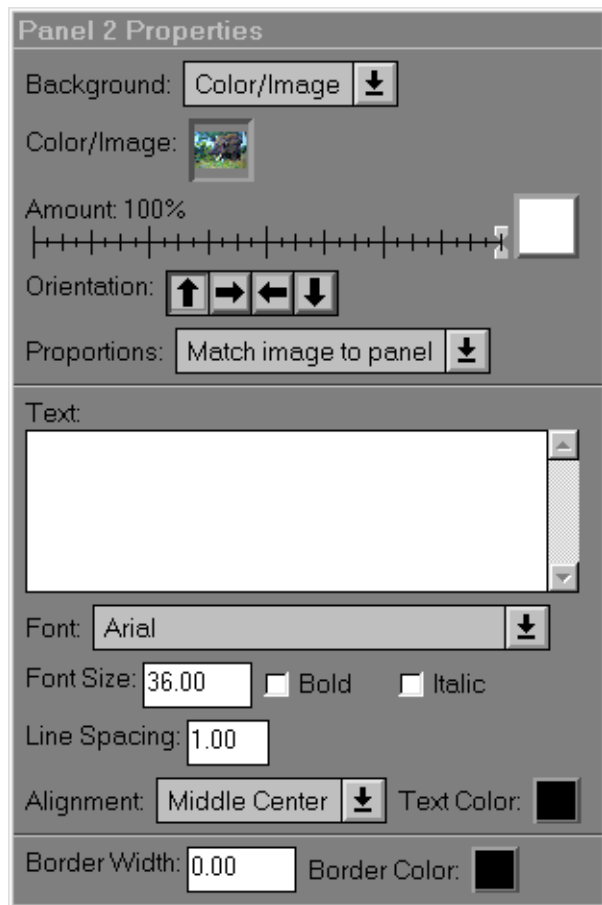 Panel 2 Properties
Background: Color/Image
Color/Image:
Amount: 100%
Orientation:
Proportions: Match image to panel
Text:
Font: Arial
Font Size: 36.00 Bold Italic
Line Spacing: 1.00
Alignment: Middle Center Text Color:
Border Width: 0.00 Border Color: